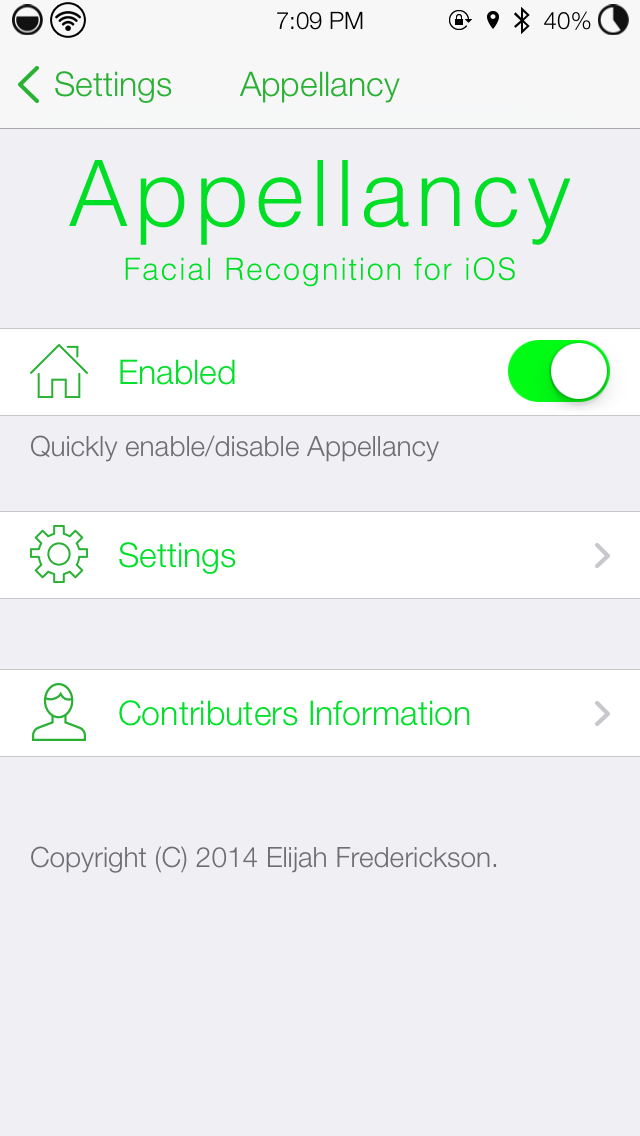 7:09 PM 40%
Settings Appellancy
Appellancy
Facial Recognition for iOS
Enabled
Quickly enable/disable Appellancy
Settings
Contributers Information
Copyright (C) 2014 Elijah Frederickson.